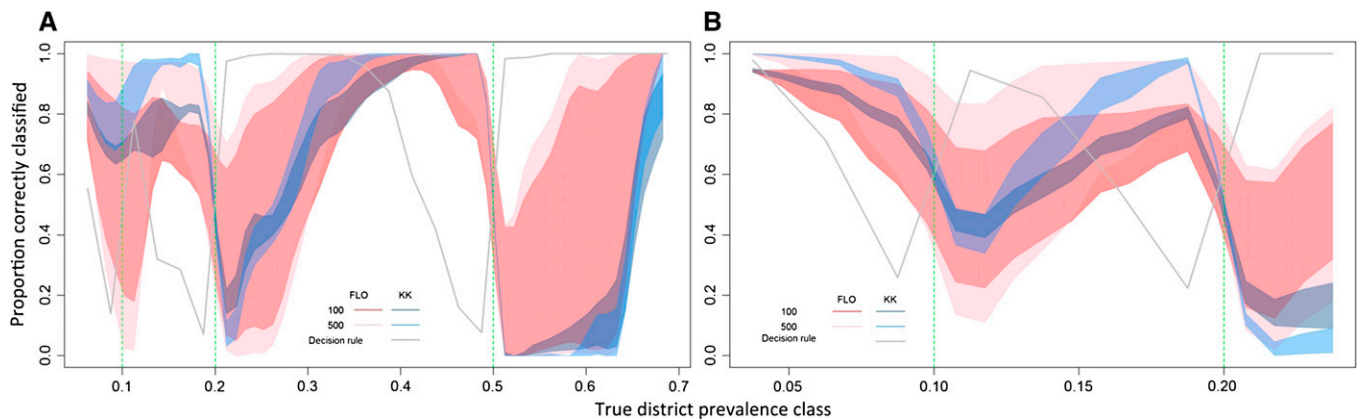 A
B
Proportion correctly classified
1.0
0.8
0.6
0.4
0.2
0.0
FLO KK
100
500
Decision rule
0.1 0.2 0.3 0.4 0.5 0.6 0.7
1.0
0.8
0.6
0.4
0.2
0.0
FLO KK
100
500
Decision rule
0.05 0.10 0.15 0.20
True district prevalence class